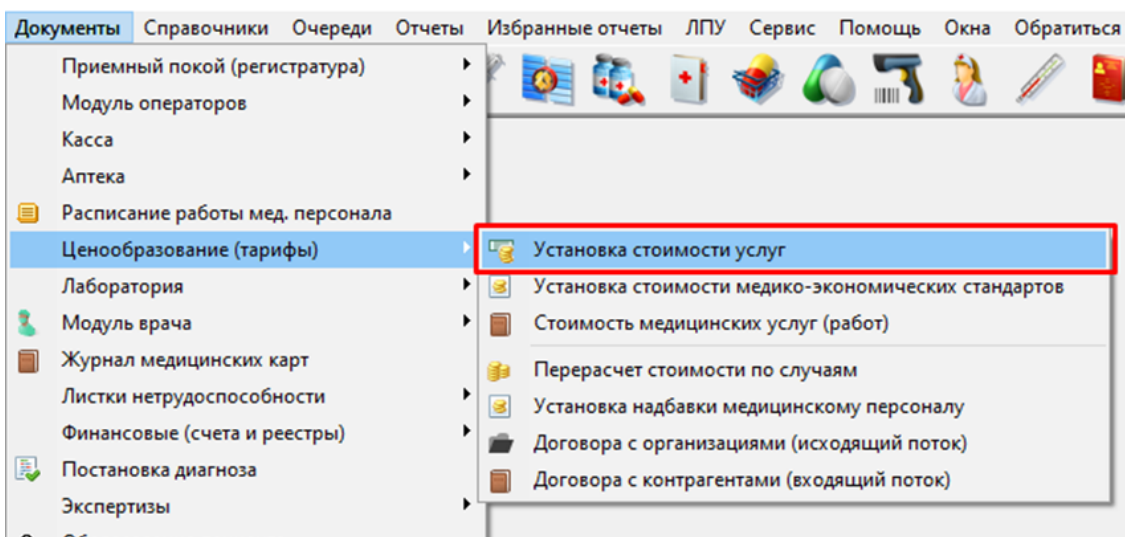 Документы Справочники Очереди Отчеты Избранные отчеты ЛПУ Сервис Помощь Окна Обратиться
Приемный покой (регистратура)
Модуль операторов
Касса
Аптека
Расписание работы мед. персонала
Ценообразование (тарифы)
Лаборатория
Модуль врача
Журнал медицинских карт
Листки нетрудоспособности
Финансовые (счета и реестры)
Постановка диагноза
Экспертизы
Установка стоимости услуг
Установка стоимости медико-экономических стандартов
Стоимость медицинских услуг (работ)
Перерасчет стоимости по случаям
Установка надбавки медицинскому персоналу
Договора с организациями (исходящий поток)
Договора с контрагентами (входящий поток)